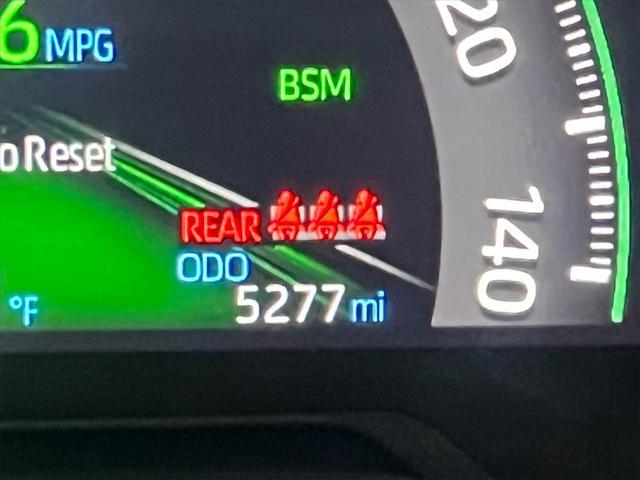 6 MPG
BSM
o Reset
REAR
ODO
°F
5277 mi
20
140